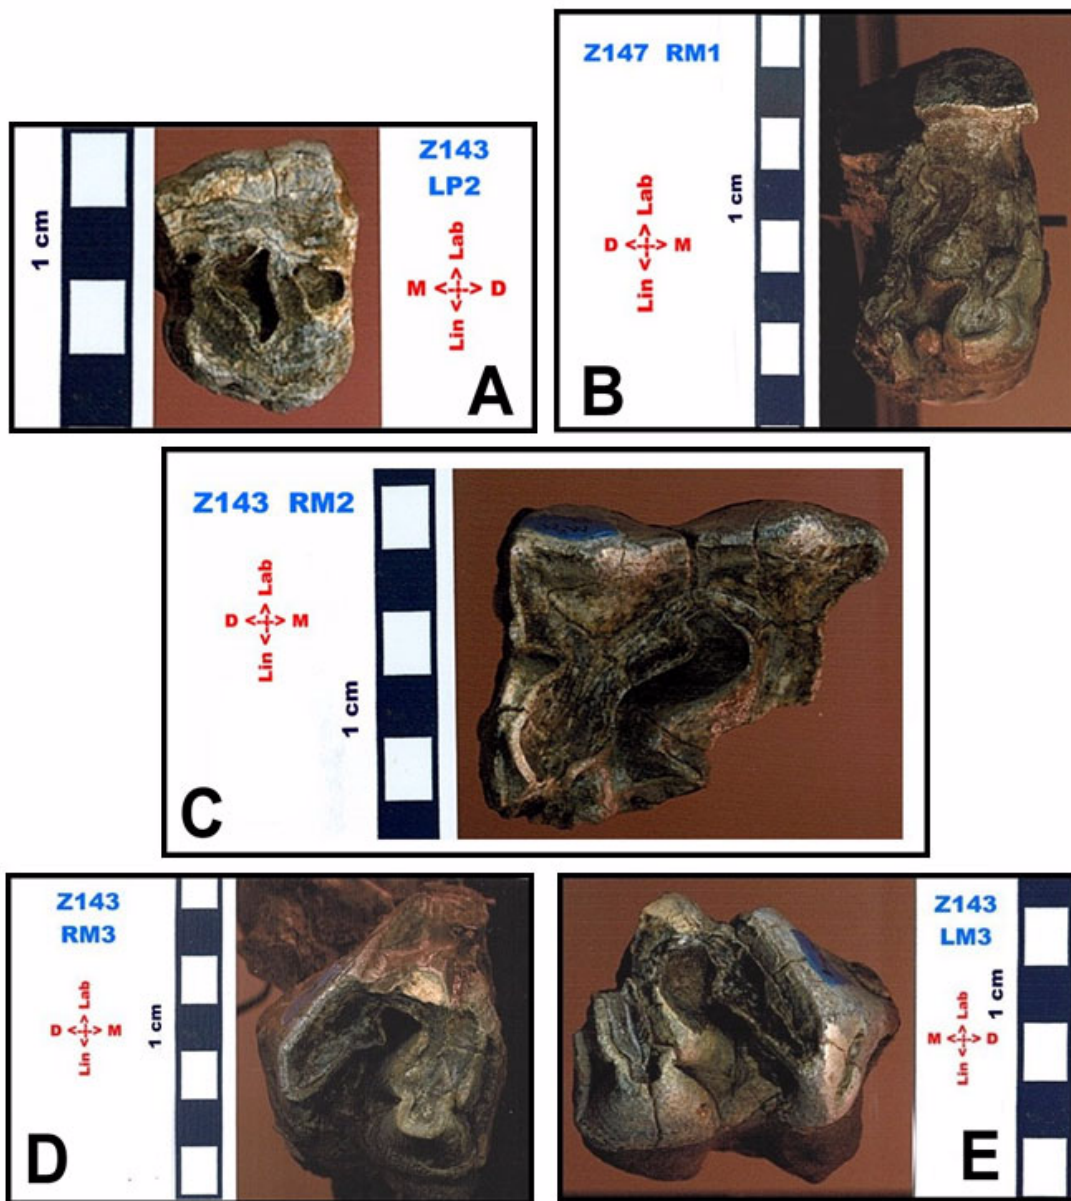 1 cm
Z143
LP2
Lab
M <--> D
Lin
A
Z147 RM1
1 cm
Lab
D <--> M
Lin
B
Z143 RM2
Lab
D <--> M
Lin
1 cm
C
Z143
RM3
Lab
D <--> M
Lin
1 cm
D
Z143
LM3
1 cm
Lab
M <--> D
Lin
E